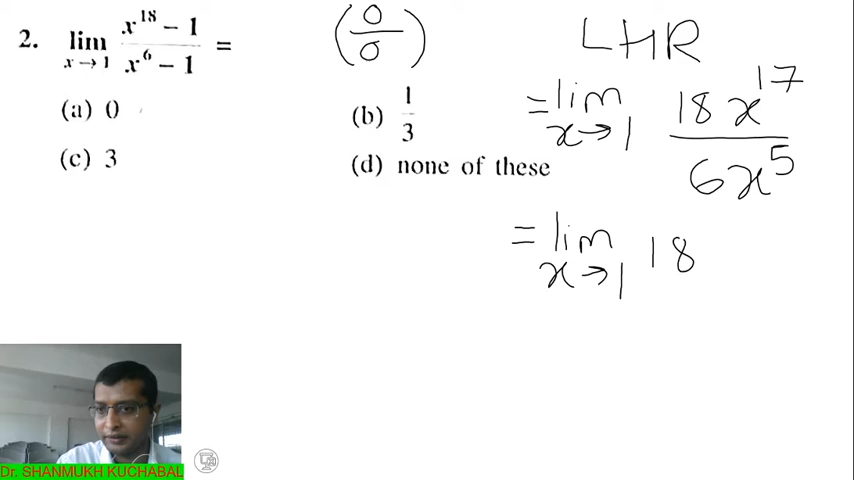 2. lim x→1 (x^18 − 1)/(x^6 − 1) =
(a) 0
(b) 1/3
(c) 3
(d) none of these
(0/0) LHR
= lim x→1 18x^17/6x^5
= lim x→1 18
Dr. SHANMUKH KUCHABAL